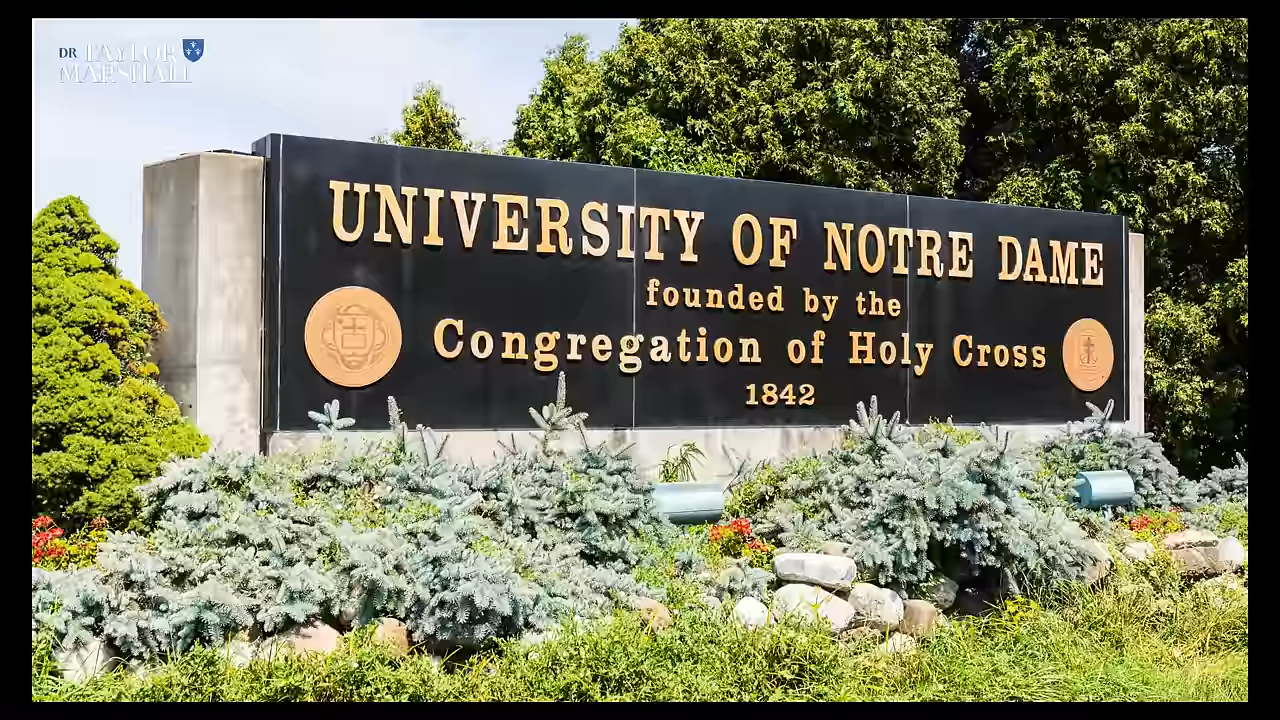 DR TAYLOR
MARSHALL
UNIVERSITY OF NOTRE DAME
founded by the
Congregation of Holy Cross
1842